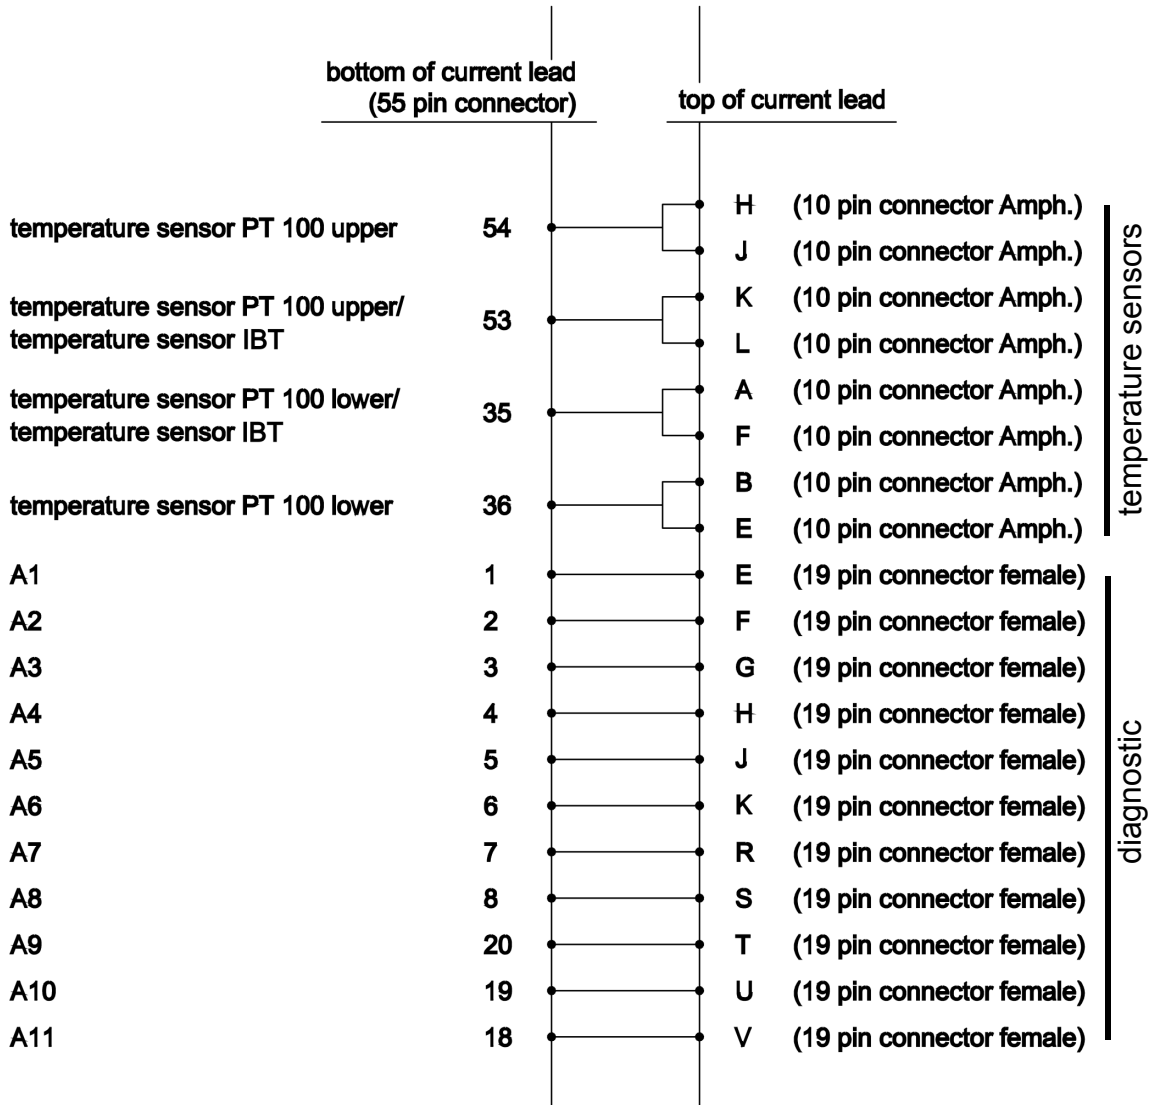 bottom of current lead
(55 pin connector)
top of current lead
temperature sensor PT 100 upper 54 H (10 pin connector Amph.)
J (10 pin connector Amph.)
temperature sensor PT 100 upper/
temperature sensor IBT
53 K (10 pin connector Amph.)
L (10 pin connector Amph.)
temperature sensor PT 100 lower/
temperature sensor IBT
35 A (10 pin connector Amph.)
F (10 pin connector Amph.)
temperature sensor PT 100 lower 36 B (10 pin connector Amph.)
E (10 pin connector Amph.)
temperature sensors
A1 1 E (19 pin connector female)
A2 2 F (19 pin connector female)
A3 3 G (19 pin connector female)
A4 4 H (19 pin connector female)
A5 5 J (19 pin connector female)
A6 6 K (19 pin connector female)
A7 7 R (19 pin connector female)
A8 8 S (19 pin connector female)
A9 20 T (19 pin connector female)
A10 19 U (19 pin connector female)
A11 18 V (19 pin connector female)
diagnostic